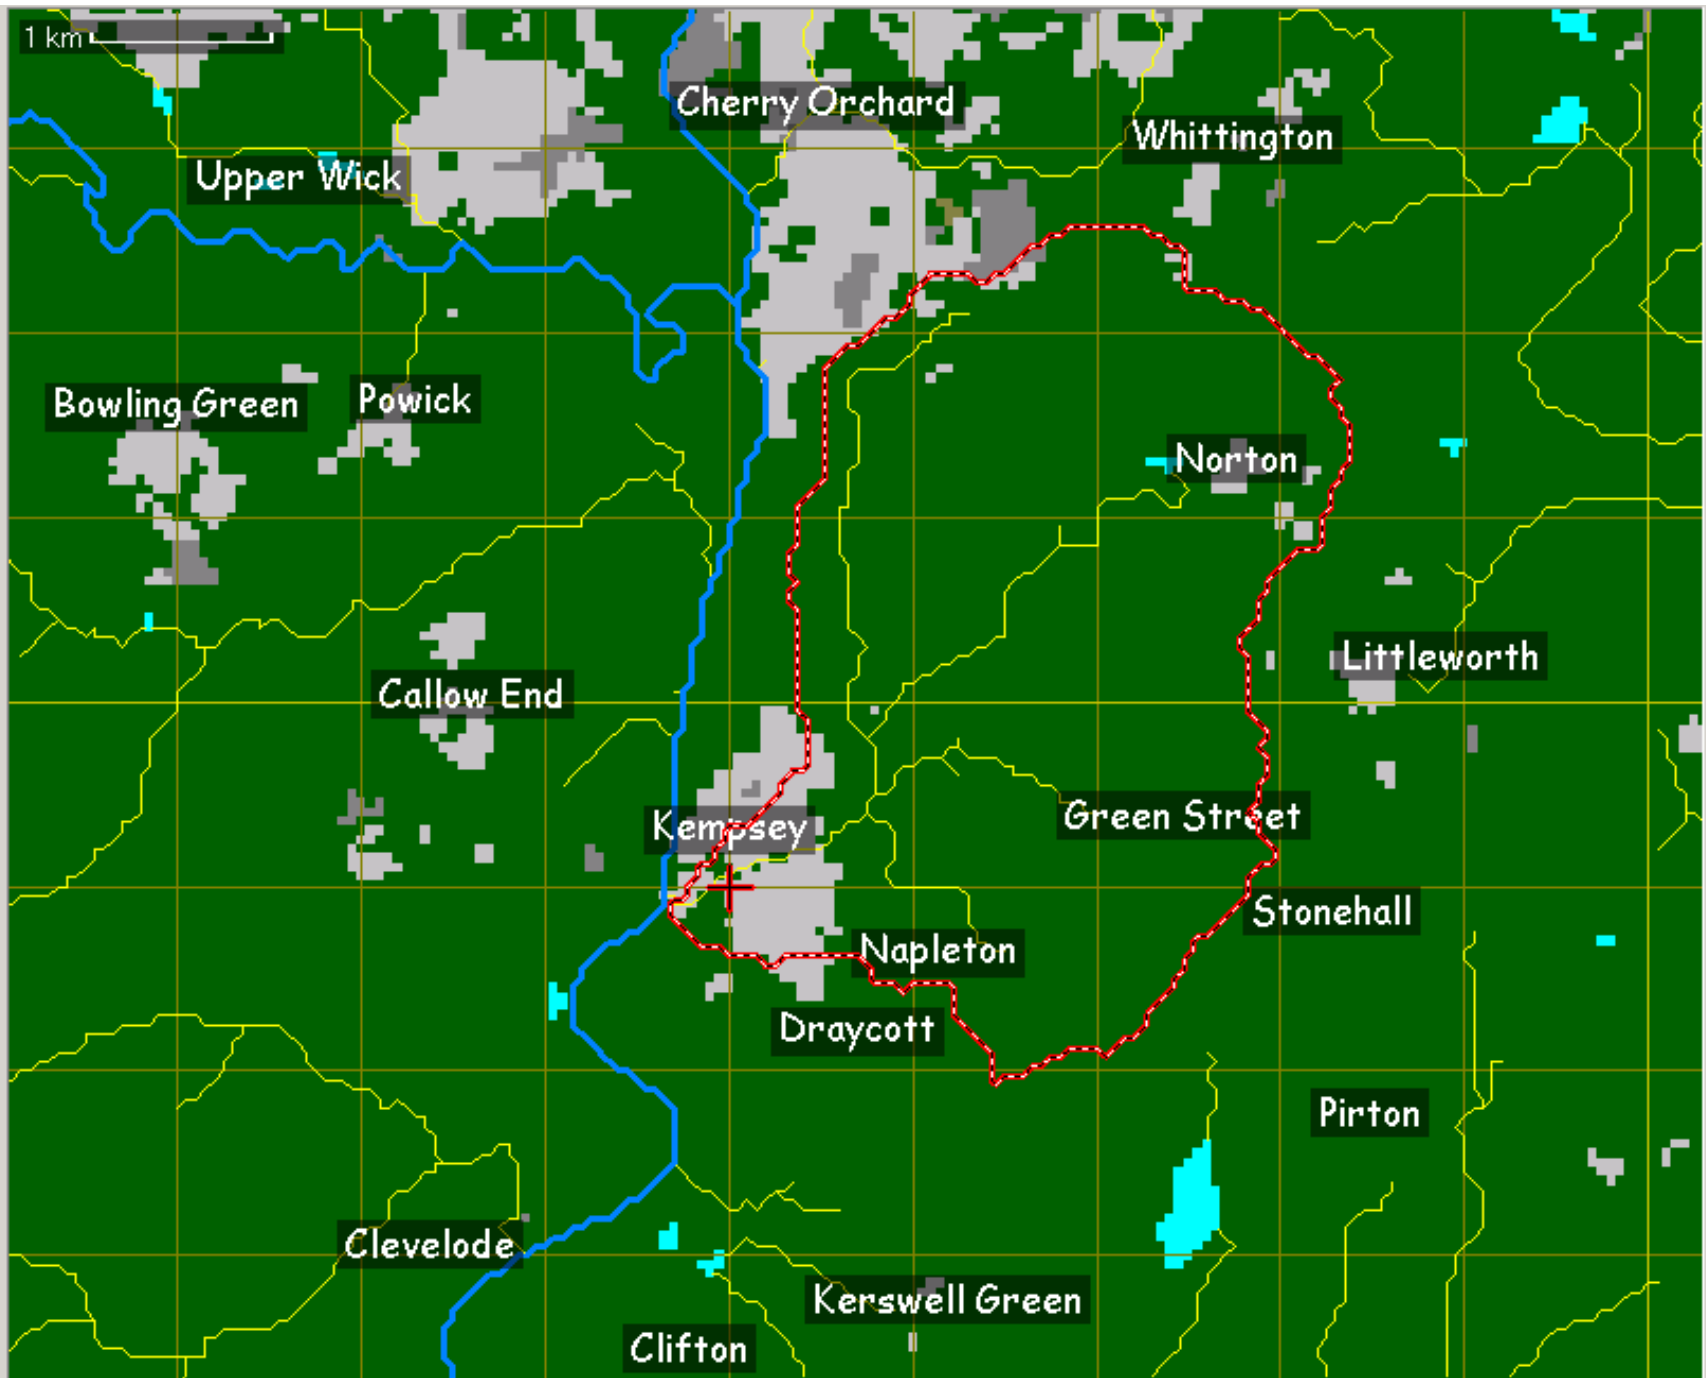 1 km
Cherry Orchard
Whittington
Upper Wick
Bowling Green
Powick
Norton
Littleworth
Callow End
Green Street
Kempsey
Stonehall
Napleton
Draycott
Pirton
Clevelode
Kerswell Green
Clifton